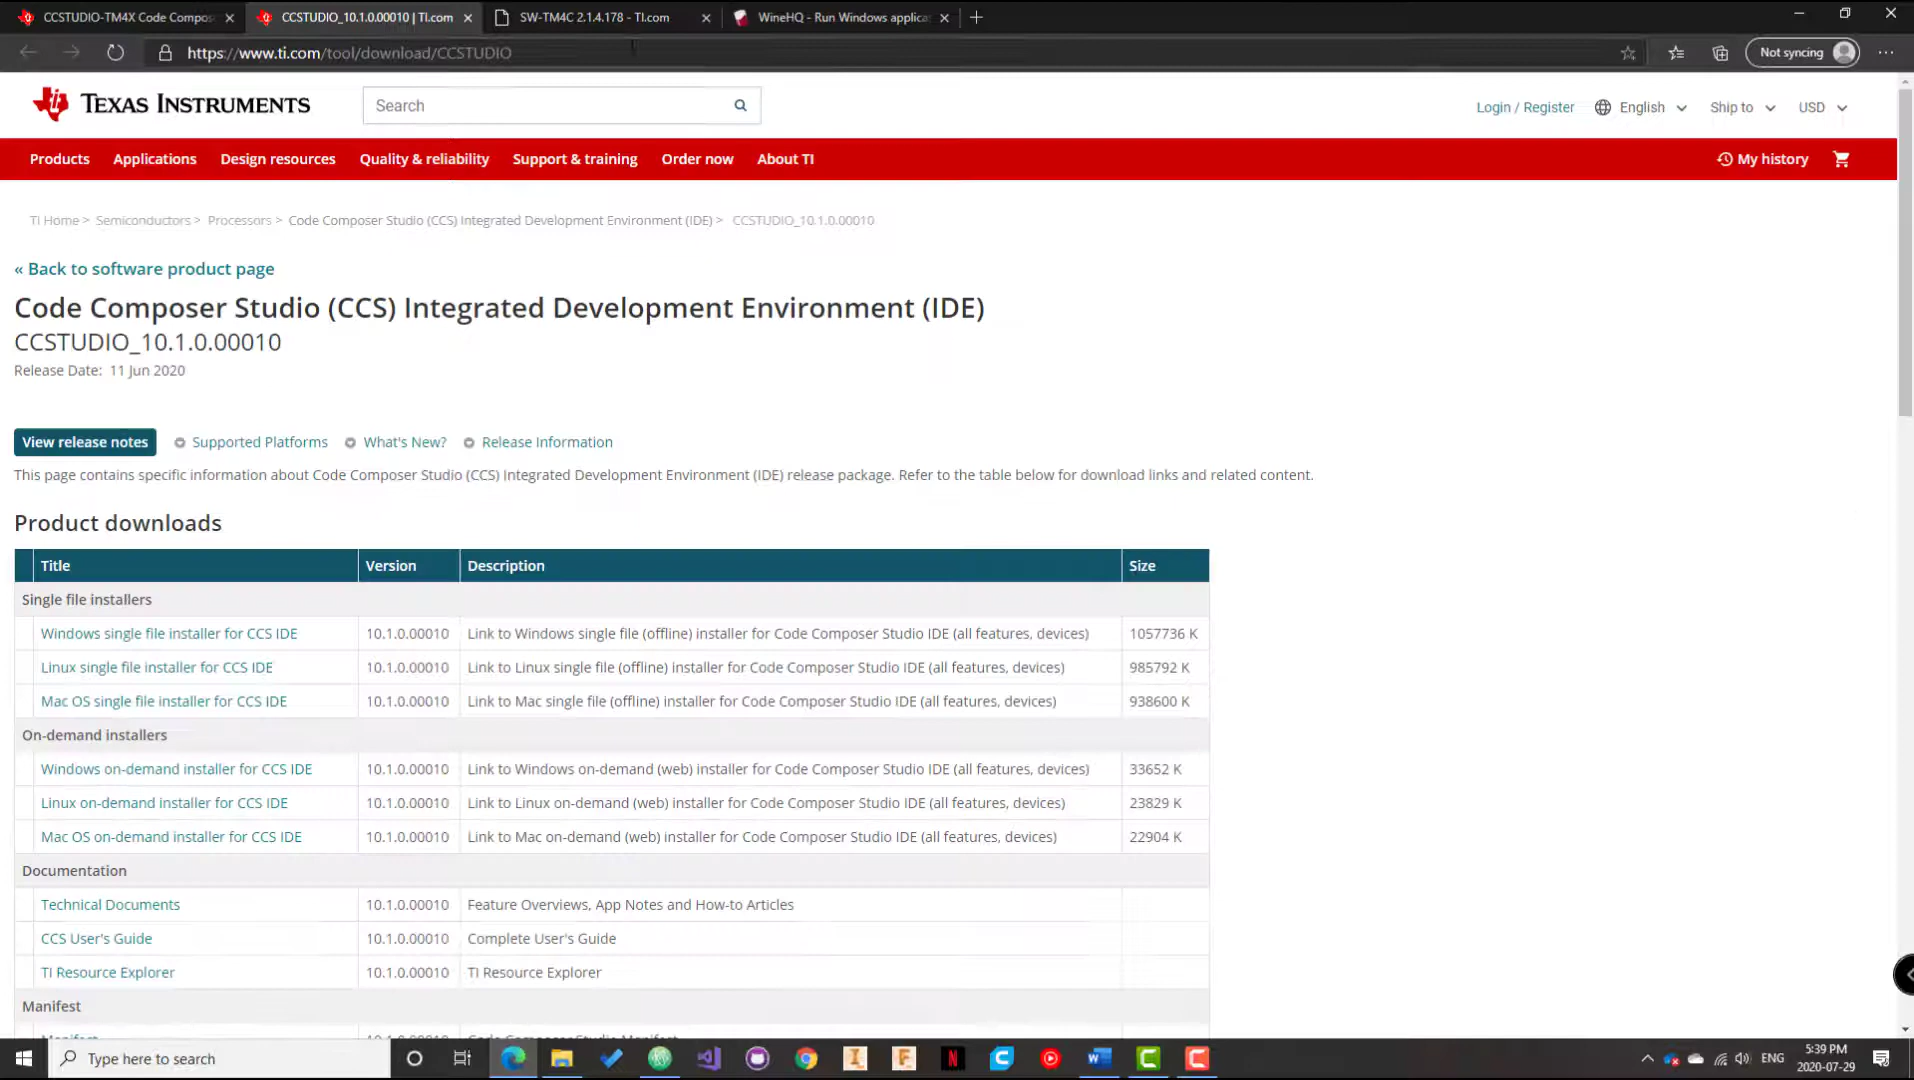 CCSTUDIO-TM4X Code Compos
CCSTUDIO_10.1.0.00010 | TI.com
SW-TM4C 2.1.4.178 - TI.com
WineHQ - Run Windows applica
https://www.ti.com/tool/download/CCSTUDIO
Not syncing
TEXAS INSTRUMENTS
Search
Login / Register
English
Ship to
USD
Products
Applications
Design resources
Quality & reliability
Support & training
Order now
About TI
My history
TI Home > Semiconductors > Processors > Code Composer Studio (CCS) Integrated Development Environment (IDE) > CCSTUDIO_10.1.0.00010
« Back to software product page
Code Composer Studio (CCS) Integrated Development Environment (IDE)
CCSTUDIO_10.1.0.00010
Release Date: 11 Jun 2020
View release notes
Supported Platforms
What's New?
Release Information
This page contains specific information about Code Composer Studio (CCS) Integrated Development Environment (IDE) release package. Refer to the table below for download links and related content.
Product downloads
Title Version Description Size
Single file installers
Windows single file installer for CCS IDE 10.1.0.00010 Link to Windows single file (offline) installer for Code Composer Studio IDE (all features, devices) 1057736 K
Linux single file installer for CCS IDE 10.1.0.00010 Link to Linux single file (offline) installer for Code Composer Studio IDE (all features, devices) 985792 K
Mac OS single file installer for CCS IDE 10.1.0.00010 Link to Mac single file (offline) installer for Code Composer Studio IDE (all features, devices) 938600 K
On-demand installers
Windows on-demand installer for CCS IDE 10.1.0.00010 Link to Windows on-demand (web) installer for Code Composer Studio IDE (all features, devices) 33652 K
Linux on-demand installer for CCS IDE 10.1.0.00010 Link to Linux on-demand (web) installer for Code Composer Studio IDE (all features, devices) 23829 K
Mac OS on-demand installer for CCS IDE 10.1.0.00010 Link to Mac on-demand (web) installer for Code Composer Studio IDE (all features, devices) 22904 K
Documentation
Technical Documents 10.1.0.00010 Feature Overviews, App Notes and How-to Articles
CCS User's Guide 10.1.0.00010 Complete User's Guide
TI Resource Explorer 10.1.0.00010 TI Resource Explorer
Manifest
Type here to search
ENG
5:39 PM
2020-07-29